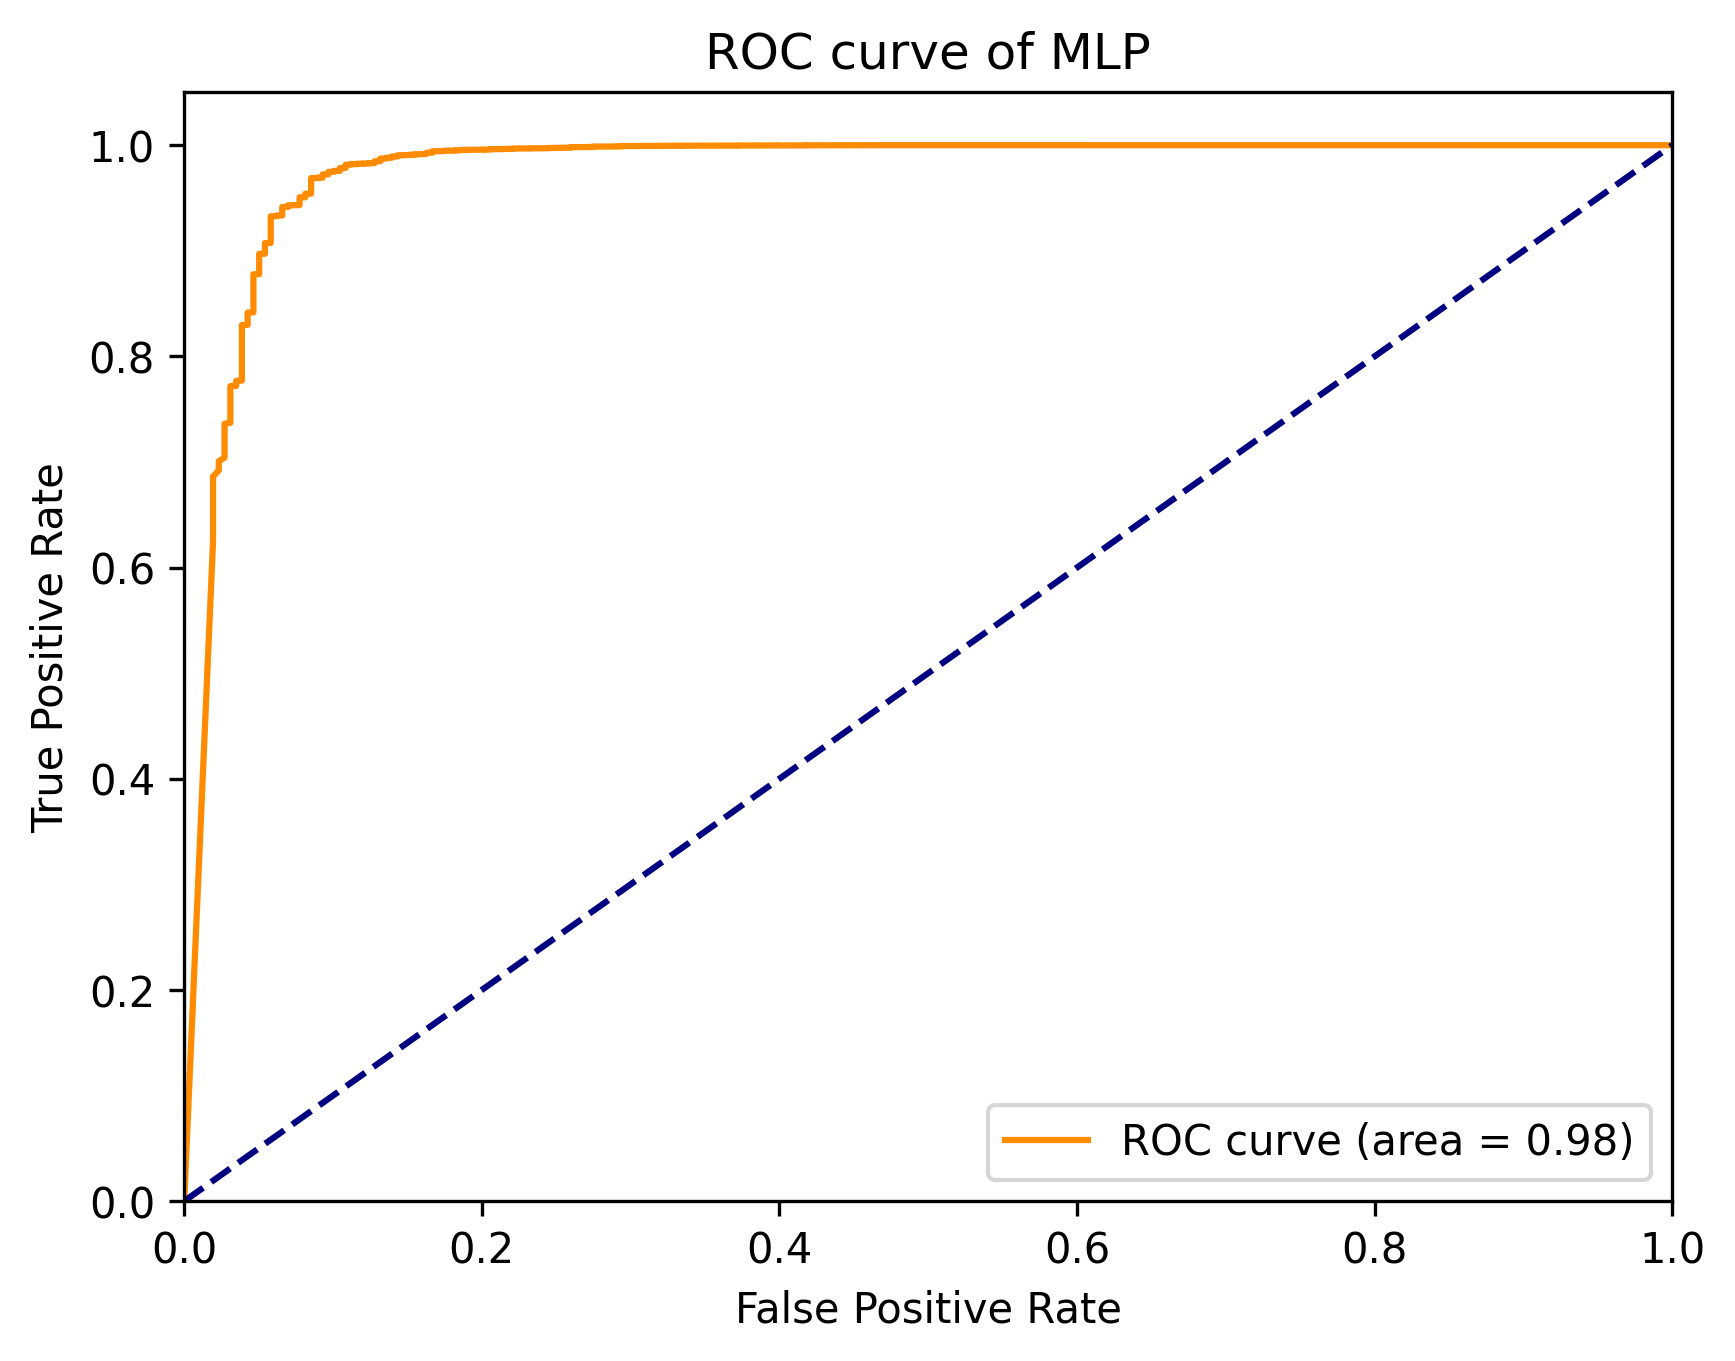 ROC curve of MLP
True Positive Rate
1.0
0.8
0.6
0.4
0.2
0.0
ROC curve (area = 0.98)
0.0 0.2 0.4 0.6 0.8 1.0
False Positive Rate